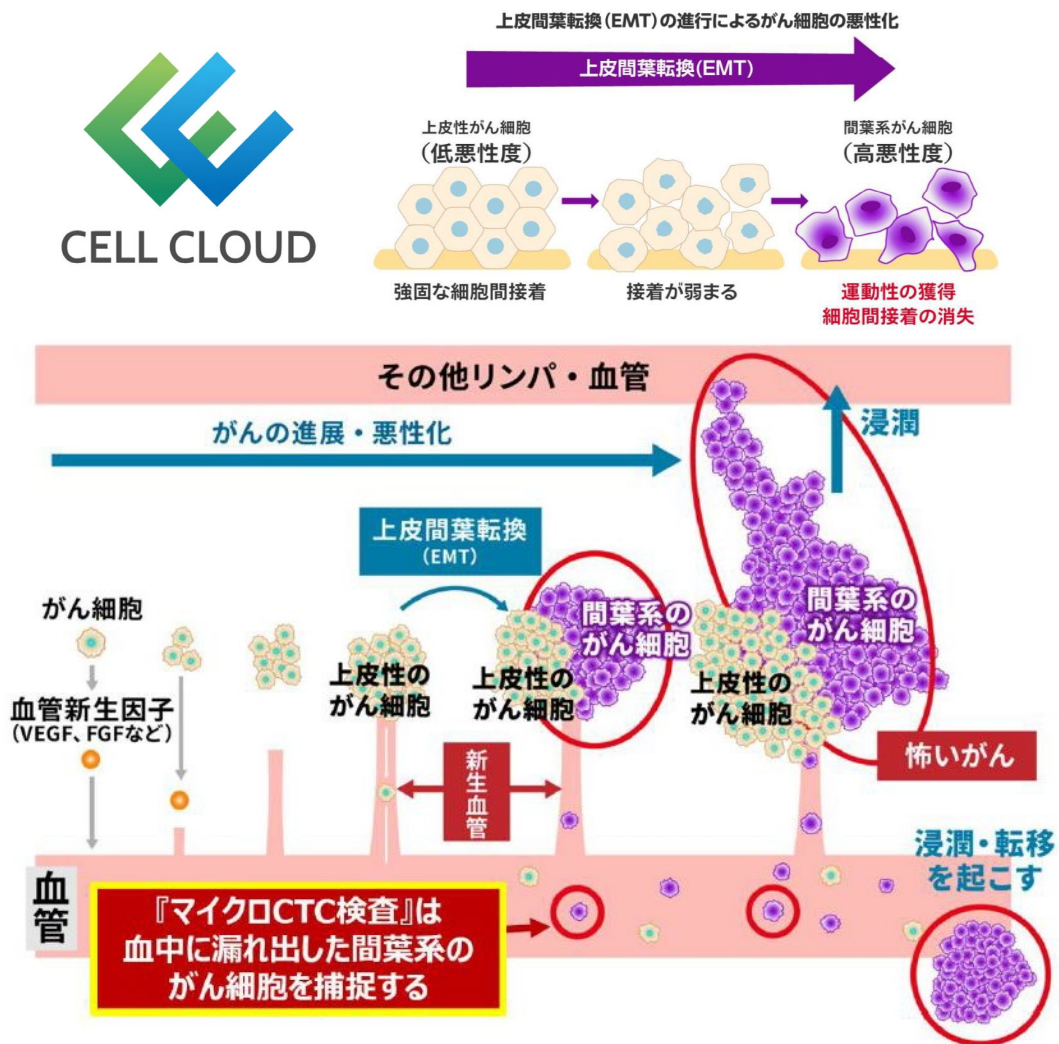 上皮間葉転換(EMT)の進行によるがん細胞の悪性化
上皮間葉転換(EMT)
CELL CLOUD
上皮性がん細胞
(低悪性度)
間葉系がん細胞
(高悪性度)
強固な細胞間接着
接着が弱まる
運動性の獲得
細胞間接着の消失
その他リンパ・血管
がんの進展・悪性化
浸潤
上皮間葉転換
(EMT)
がん細胞
血管新生因子
(VEGF、FGFなど)
上皮性の
がん細胞
上皮性の
がん細胞
間葉系の
がん細胞
上皮性の
がん細胞
間葉系の
がん細胞
新生血管
怖いがん
血管
浸潤・転移
を起こす
『マイクロCTC検査』は
血中に漏れ出した間葉系の
がん細胞を捕捉する